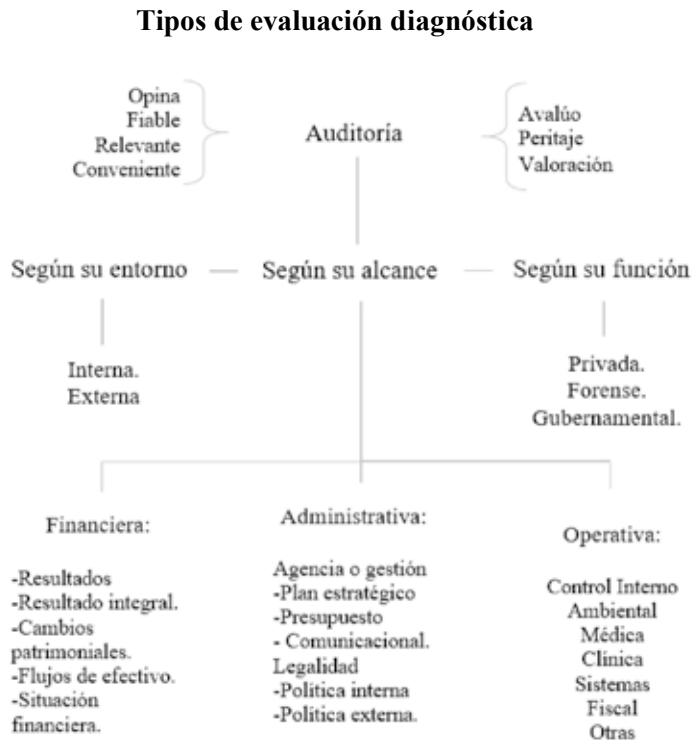 Tipos de evaluación diagnóstica
Opina
Fiable
Relevante
Conveniente
Auditoría
Avalúo
Peritaje
Valoración
Según su entorno
Según su alcance
Según su función
Interna.
Externa
Privada.
Forense.
Gubernamental.
Financiera:
-Resultados
-Resultado integral.
-Cambios
patrimoniales.
-Flujos de efectivo.
-Situación
financiera.
Administrativa:
Agencia o gestión
-Plan estratégico
-Presupuesto
- Comunicacional.
Legalidad
-Política interna
-Política externa.
Operativa:
Control Interno
Ambiental
Médica
Clínica
Sistemas
Fiscal
Otras